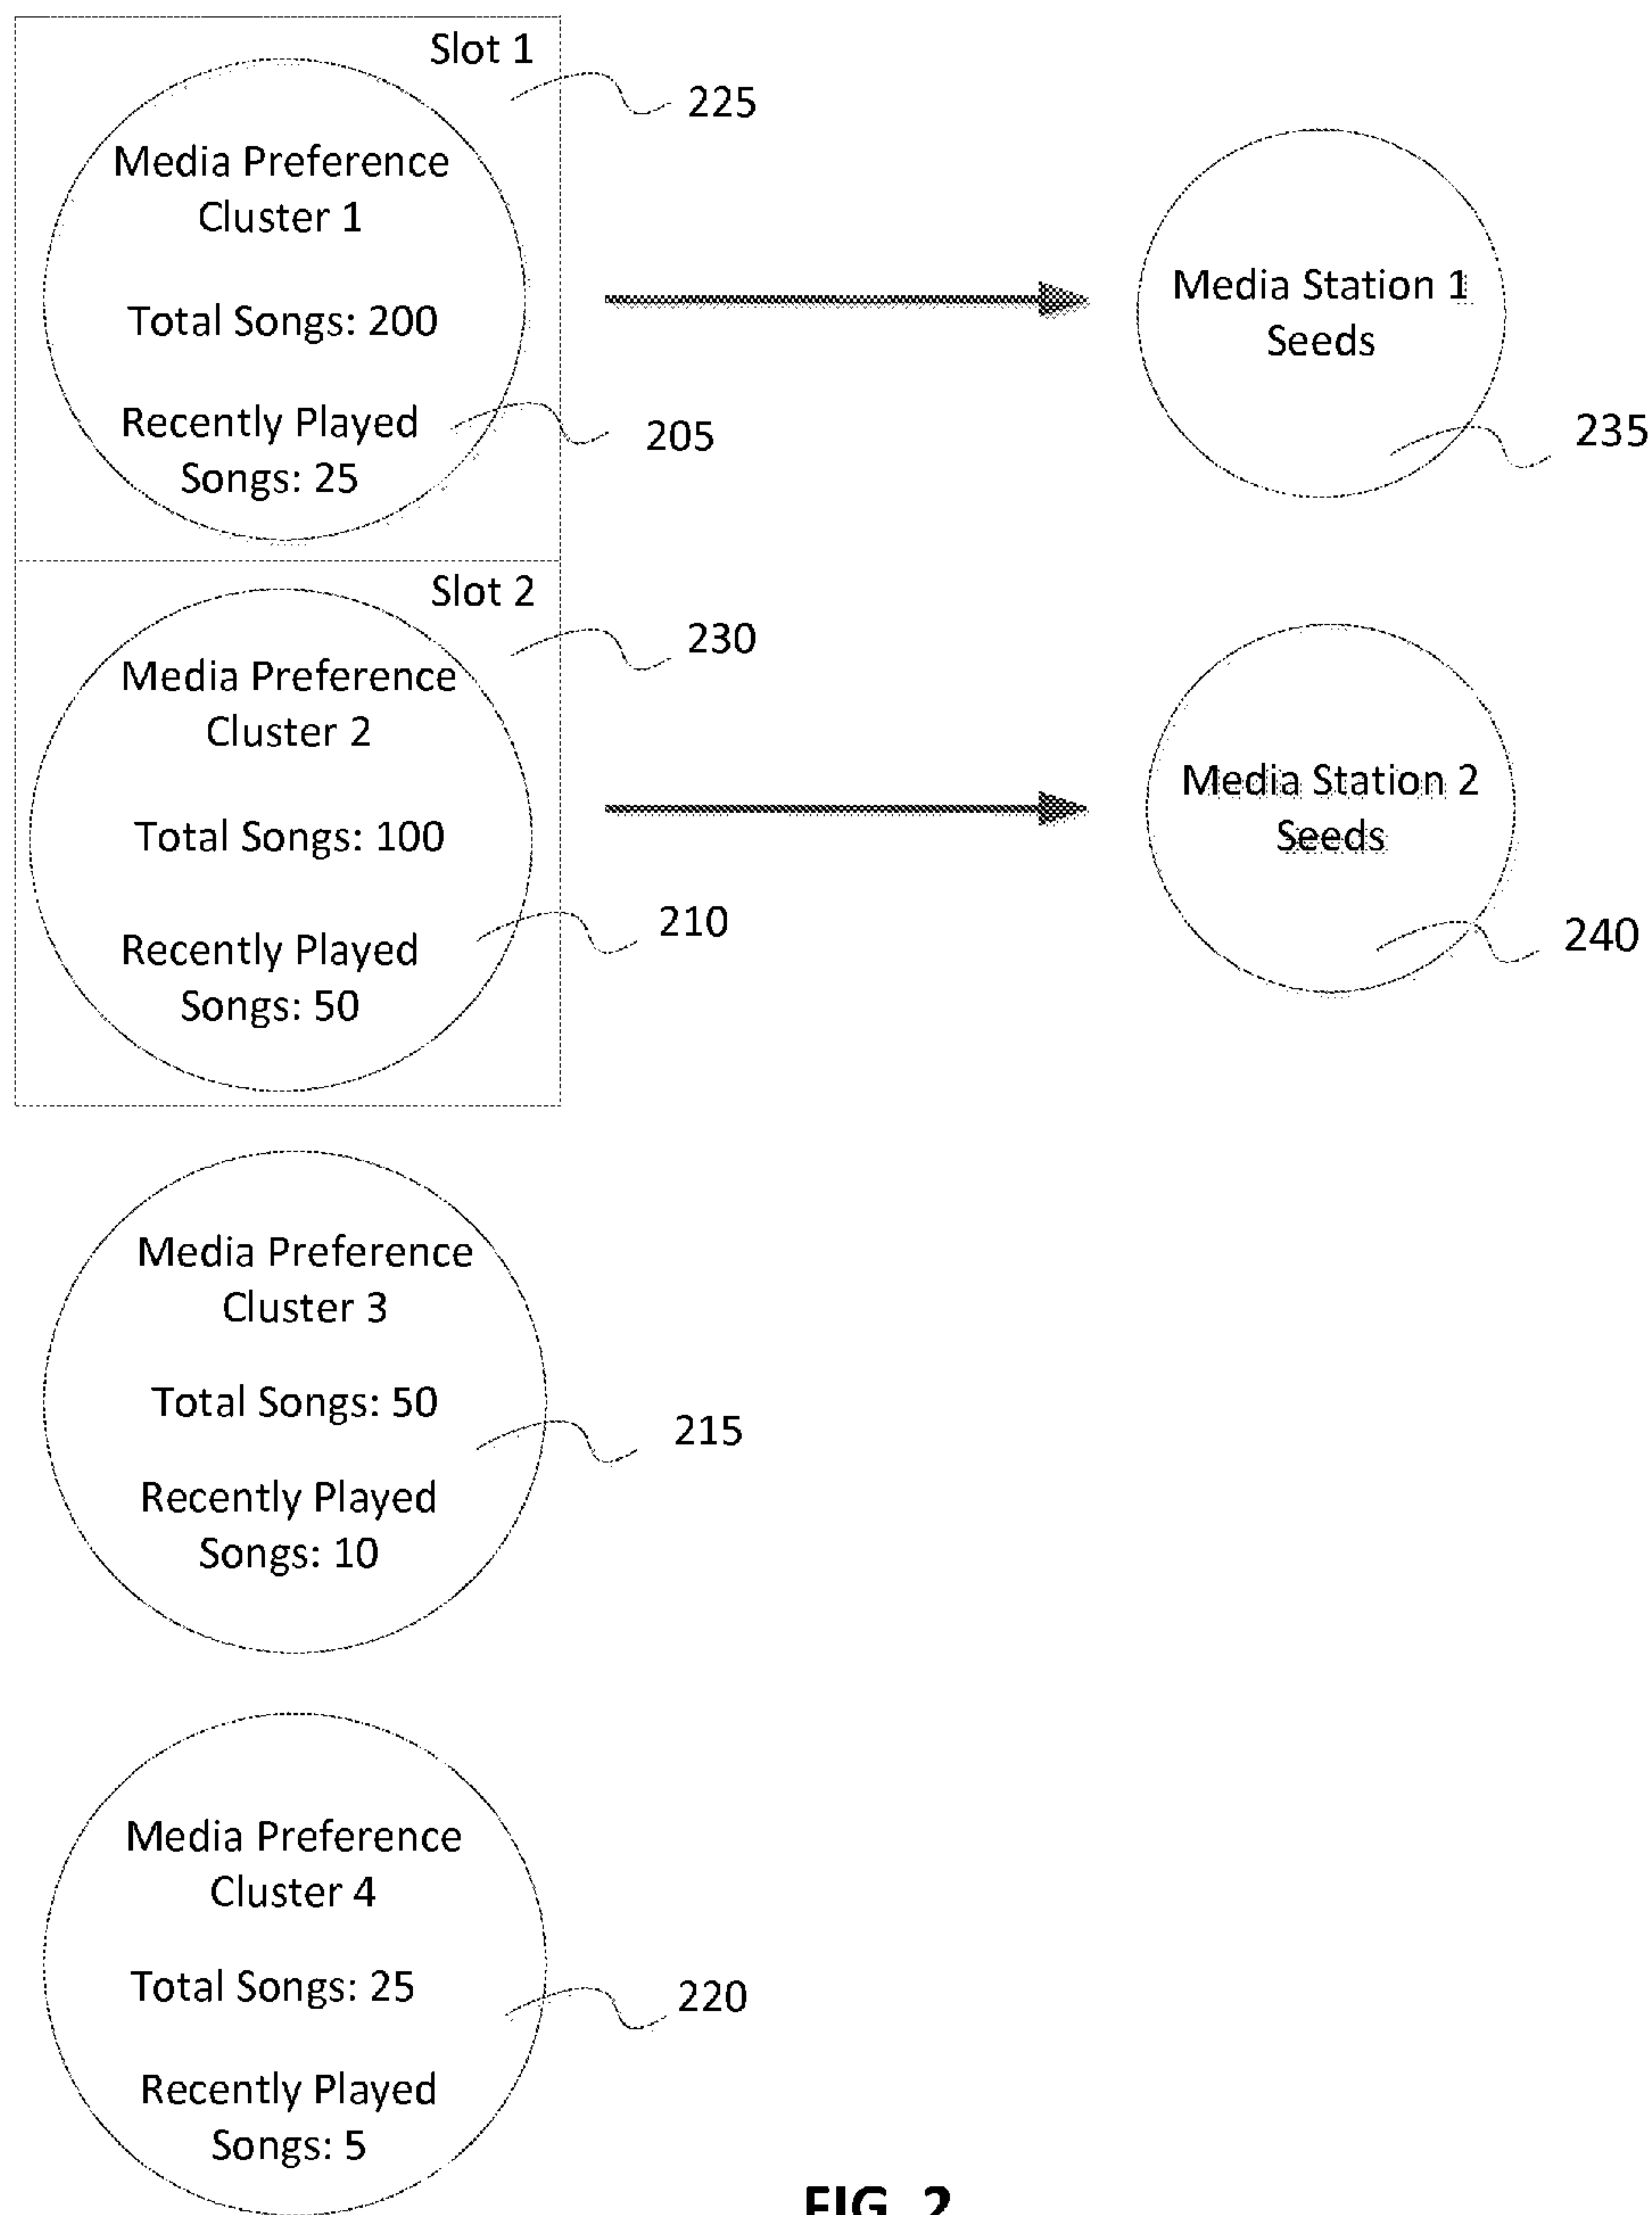 Slot 1
225
Media Preference
Cluster 1
Total Songs: 200
Recently Played
Songs: 25
205
Media Station 1
Seeds
235
Slot 2
230
Media Preference
Cluster 2
Total Songs: 100
Recently Played
Songs: 50
210
Media Station 2
Seeds
240
Media Preference
Cluster 3
Total Songs: 50
215
Recently Played
Songs: 10
Media Preference
Cluster 4
Total Songs: 25
220
Recently Played
Songs: 5
FIG. 2